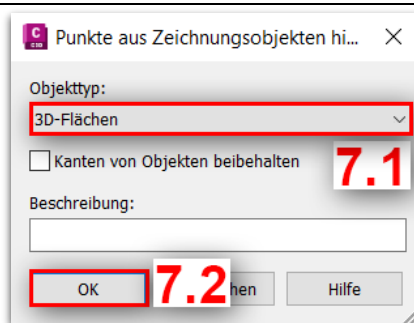 C
C3D
Punkte aus Zeichnungsobjekten hi...
Objekttyp:
3D-Flächen
Kanten von Objekten beibehalten
7.1
Beschreibung:
OK
7.2
hen
Hilfe